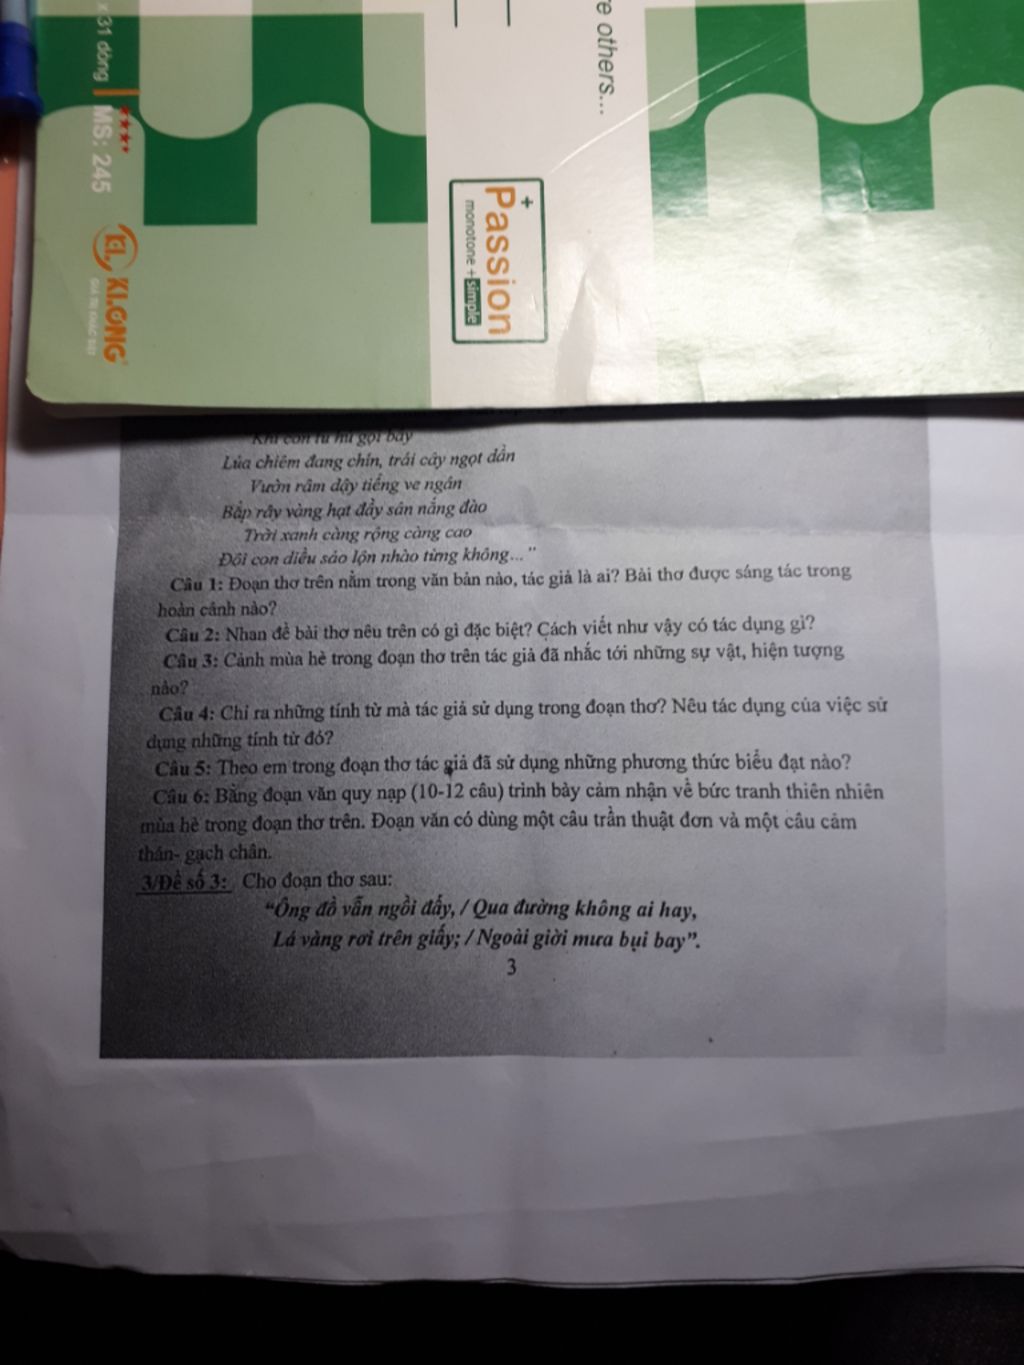 x 31 dòng
MS: 245
KLONG
e others...
+
Passion
monotone + simple
Khi con tu hú gọi bầy
Lúa chiêm đang chín, trái cây ngọt dần
Vườn râm dậy tiếng ve ngân
Bắp rây vàng hạt đầy sân nắng đào
Trời xanh càng rộng càng cao
Đôi con diều sáo lộn nhào từng không... "
Câu 1: Đoạn thơ trên nằm trong văn bản nào, tác giả là ai? Bài thơ được sáng tác trong
hoàn cảnh nào?
Câu 2: Nhan đề bài thơ nêu trên có gì đặc biệt? Cách viết như vậy có tác dụng gì?
Câu 3: Cảnh mùa hè trong đoạn thơ trên tác giả đã nhắc tới những sự vật, hiện tượng
nào?
Câu 4: Chỉ ra những tính từ mà tác giả sử dụng trong đoạn thơ? Nêu tác dụng của việc sử
dụng những tính từ đó?
Câu 5: Theo em trong đoạn thơ tác giả đã sử dụng những phương thức biểu đạt nào?
Câu 6: Bằng đoạn văn quy nạp (10-12 câu) trình bày cảm nhận về bức tranh thiên nhiên
mùa hè trong đoạn thơ trên. Đoạn văn có dùng một câu trần thuật đơn và một câu cảm
thán- gạch chân.
3/Đề số 3: Cho đoạn thơ sau:
"Ông đồ vẫn ngồi đấy, / Qua đường không ai hay,
Lá vàng rơi trên giấy; / Ngoài giời mưa bụi bay".
3